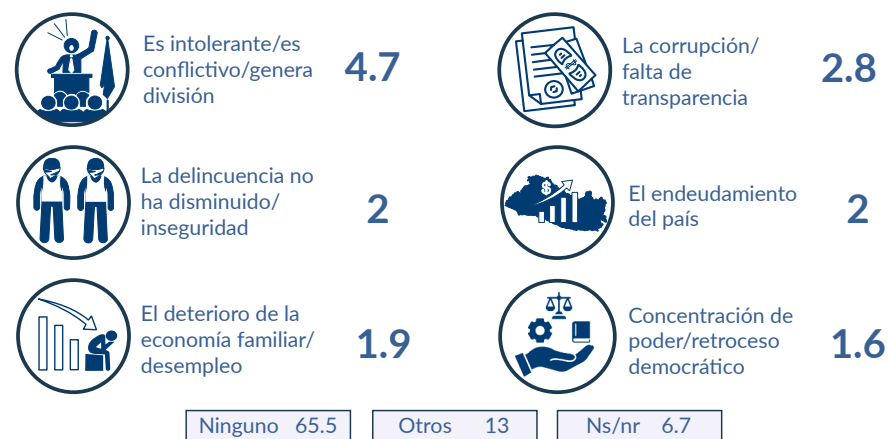 Es intolerante/es
conflictivo/genera
división
4.7
La corrupción/
falta de
transparencia
2.8
La delincuencia no
ha disminuido/
inseguridad
2
$
El endeudamiento
del país
2
El deterioro de la
economía familiar/
desempleo
1.9
Concentración de
poder/retroceso
democrático
1.6
Ninguno 65.5
Otros 13
Ns/nr 6.7